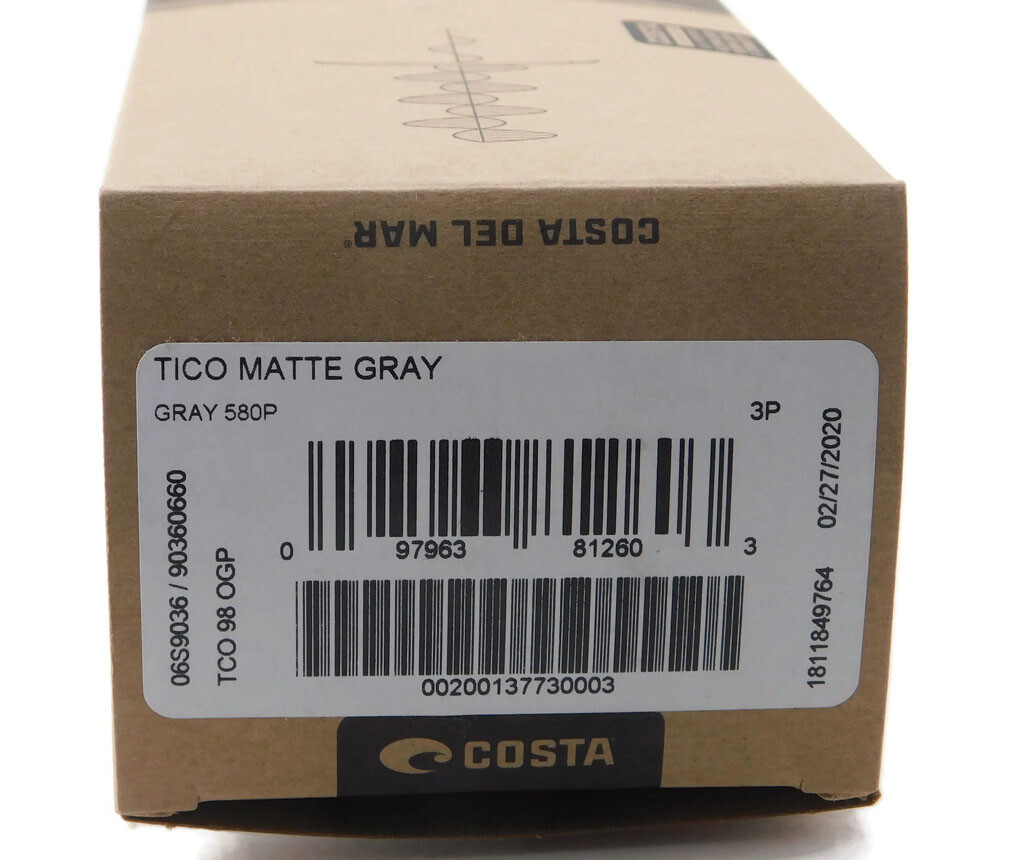 COSTA DEL MAR®
TICO MATTE GRAY
GRAY 580P
3P
02/27/2020
06S9036 / 90360660
TCO 98 OGP
0 97963 81260 3
1811849764
00200137730003
COSTA